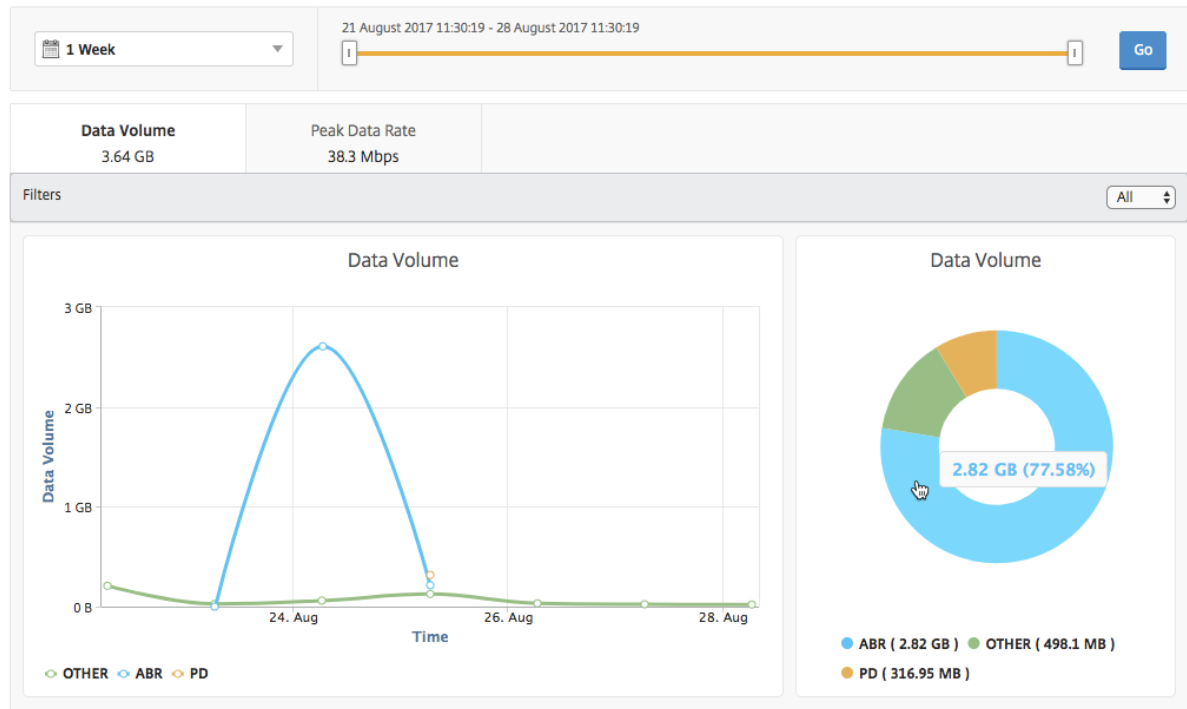 21 August 2017 11:30:19 - 28 August 2017 11:30:19
1 Week
Go
Data Volume
3.64 GB
Peak Data Rate
38.3 Mbps
Filters
All
Data Volume
3 GB
2 GB
1 GB
0 B
Data Volume
24. Aug
26. Aug
28. Aug
Time
OTHER ABR PD
Data Volume
2.82 GB (77.58%)
ABR ( 2.82 GB ) OTHER ( 498.1 MB )
PD ( 316.95 MB )